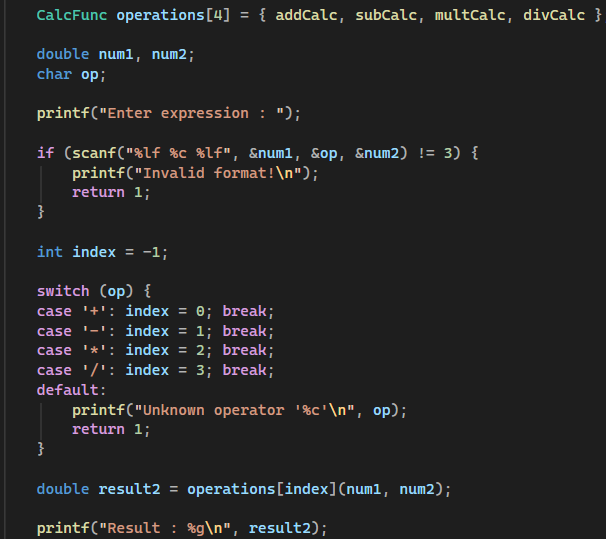 CalcFunc operations[4] = { addCalc, subCalc, multCalc, divCalc }
double num1, num2;
char op;
printf("Enter expression : ");
if (scanf("%lf %c %lf", &num1, &op, &num2) != 3) {
    printf("Invalid format!\n");
    return 1;
}
int index = -1;
switch (op) {
case '+': index = 0; break;
case '-': index = 1; break;
case '*': index = 2; break;
case '/': index = 3; break;
default:
    printf("Unknown operator '%c'\n", op);
    return 1;
}
double result2 = operations[index](num1, num2);
printf("Result : %g\n", result2);